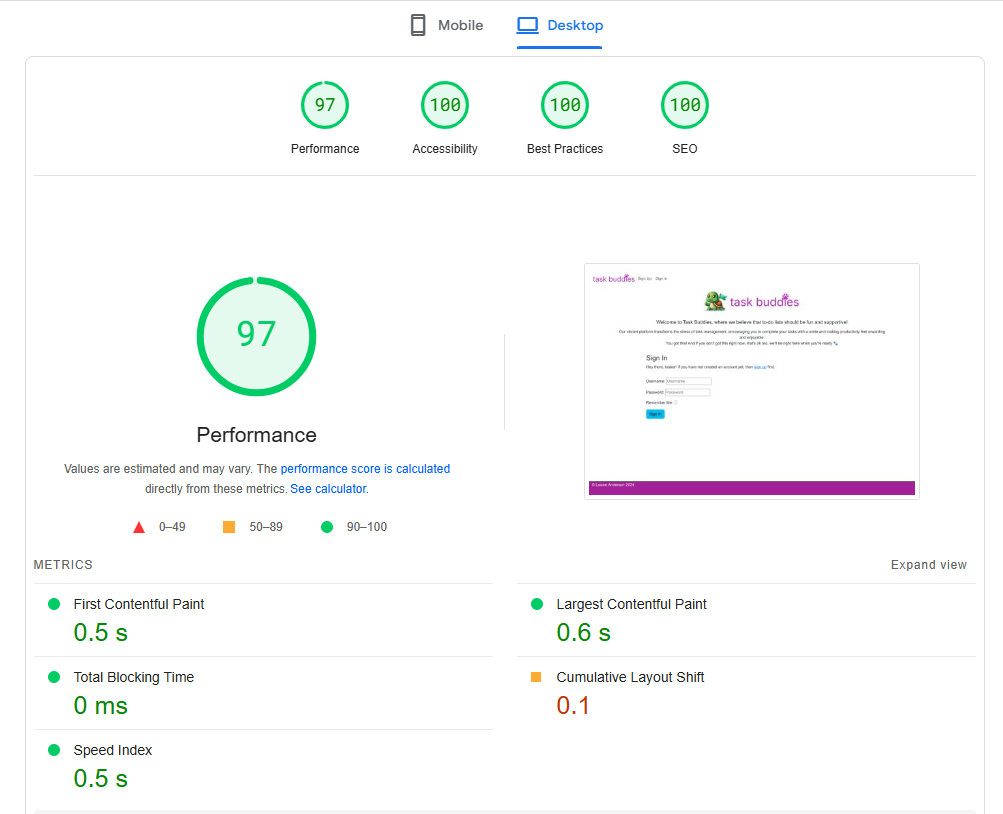 Mobile Desktop
97 100 100 100
Performance Accessibility Best Practices SEO
97
Performance
Values are estimated and may vary. The performance score is calculated
directly from these metrics. See calculator.
0–49 50–89 90–100
task buddies Sign Up Sign In
task buddies
Welcome to Task Buddies, where we believe that to-do lists should be fun and supportive!
Our vibrant platform transforms the stress of task management, encouraging you to complete your tasks with a smile and making productivity feel rewarding
and enjoyable.
You got this! And if you don't got this right now, that's ok too, we'll be right here when you're ready
Sign In
Hey there, taskie! If you have not created an account yet, then sign up first.
Username: Username
Password: Password
Remember Me:
Sign In
© Louise Anderson 2024
METRICS Expand view
First Contentful Paint
0.5 s
Largest Contentful Paint
0.6 s
Total Blocking Time
0 ms
Cumulative Layout Shift
0.1
Speed Index
0.5 s